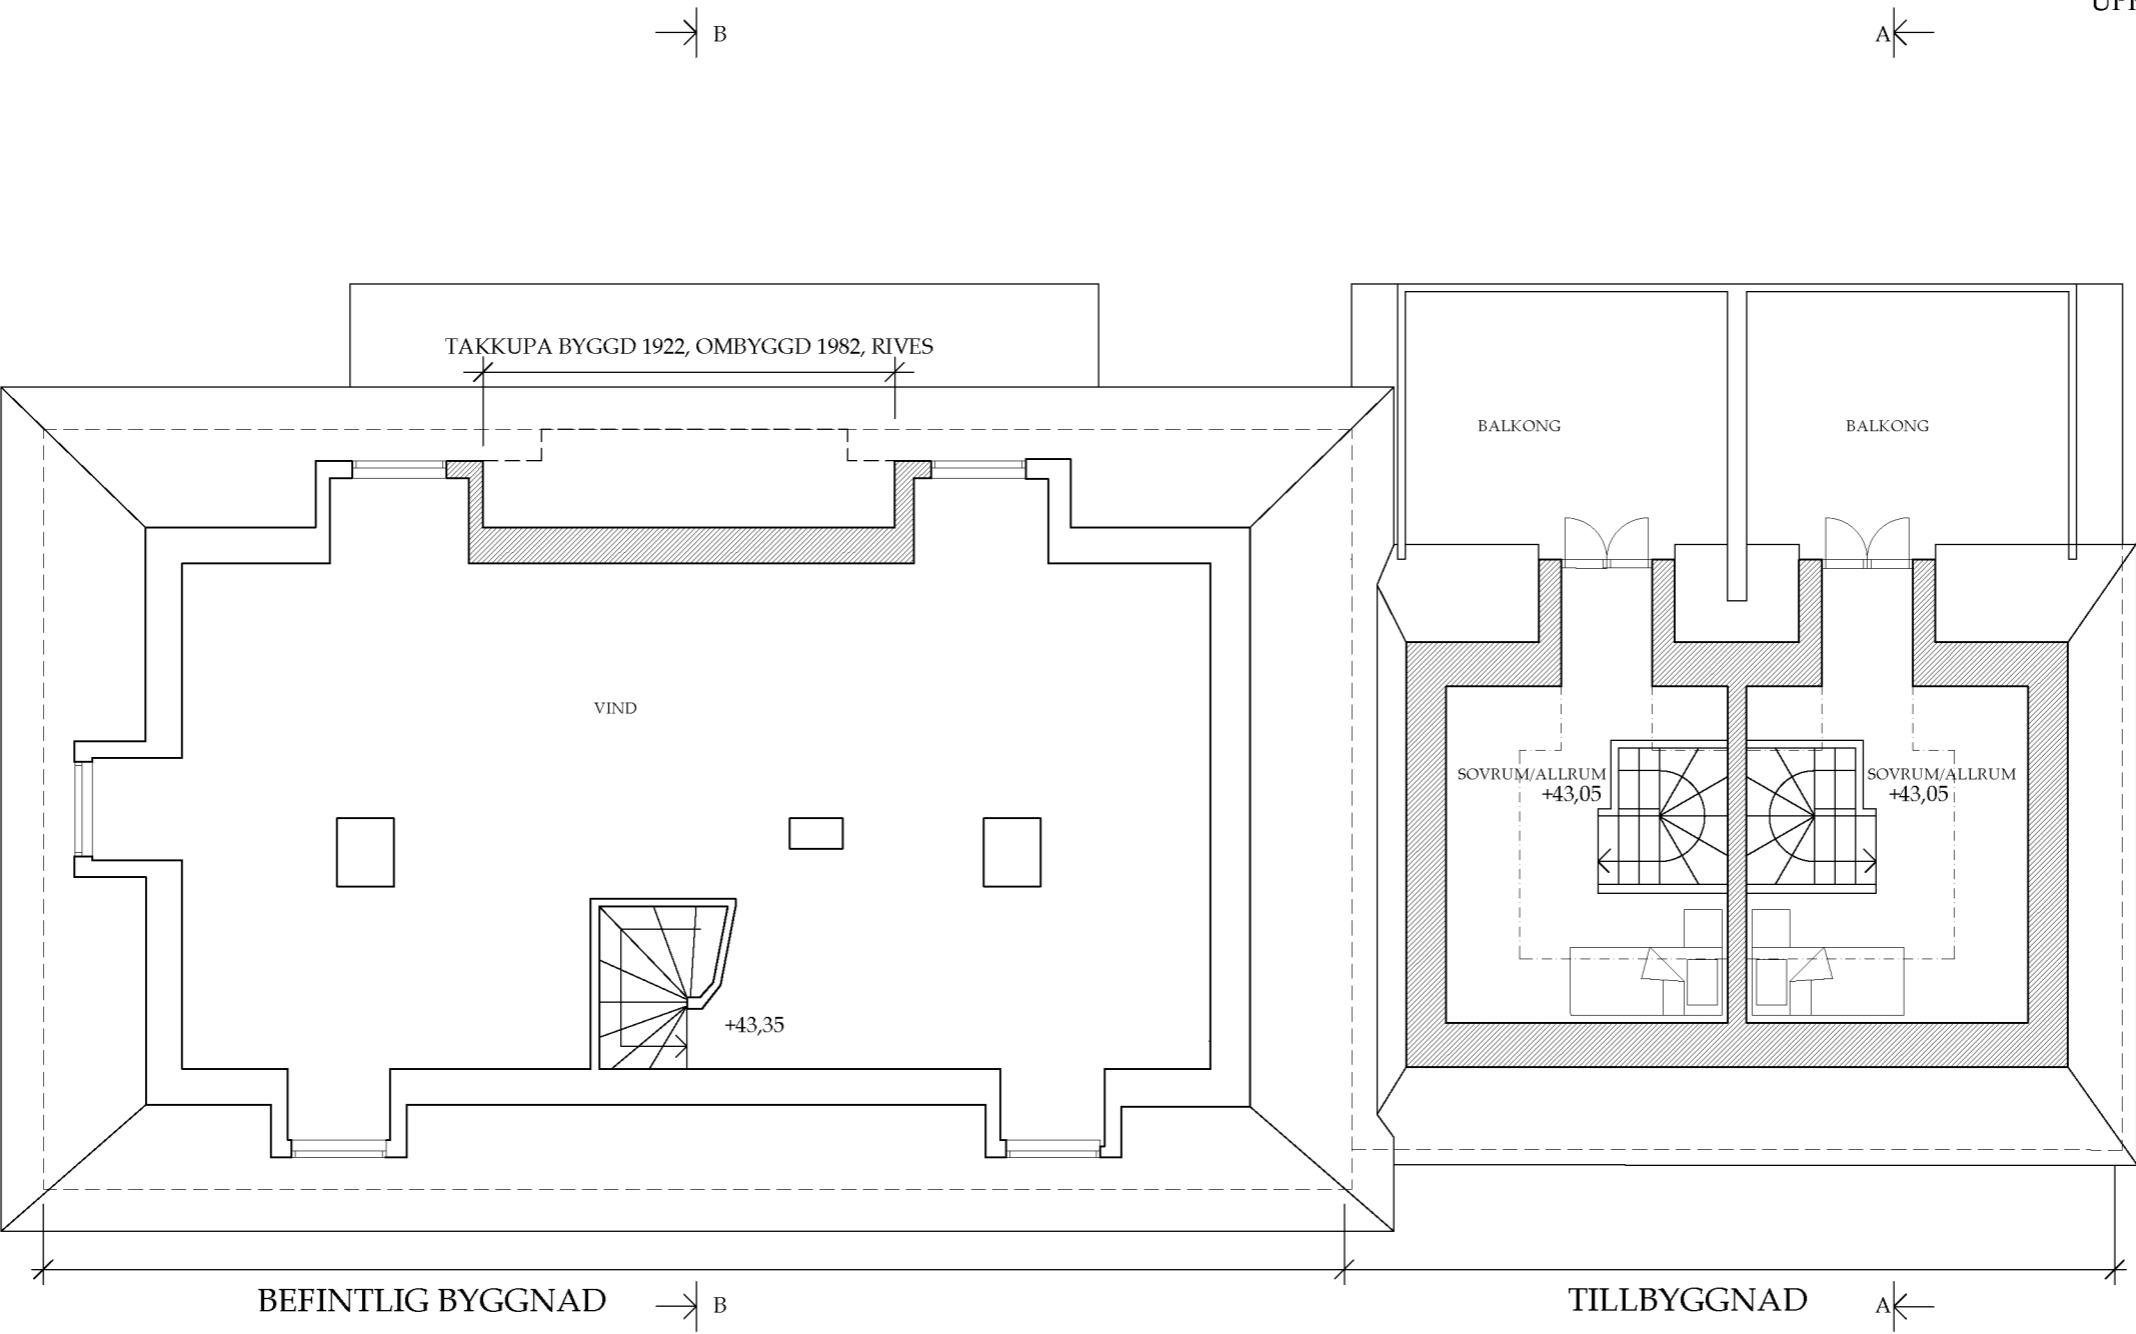 B
A
TAKKUPA BYGGD 1922, OMBYGGD 1982, RIVES
BALKONG
BALKONG
VIND
SOVRUM/ALLRUM
+43,05
SOVRUM/ALLRUM
+43,05
+43,35
BEFINTLIG BYGGNAD
B
TILLBYGGNAD
A